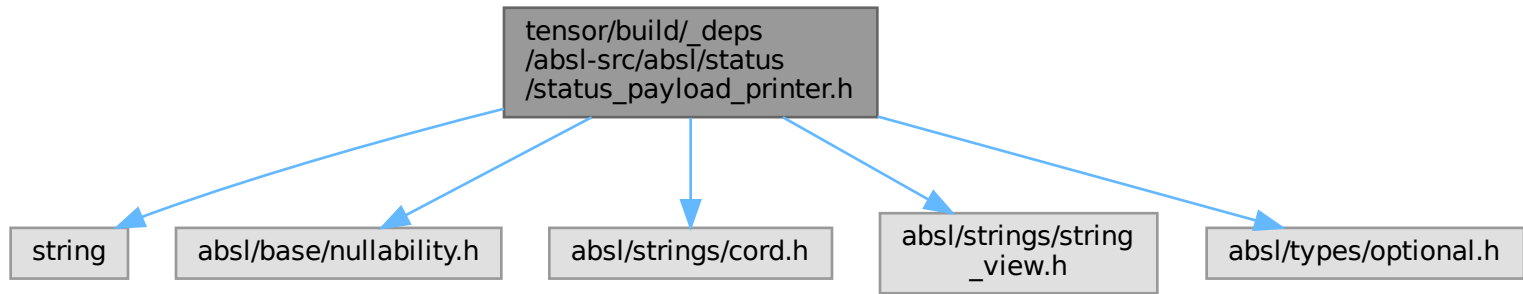 tensor/build/_deps
/absl-src/absl/status
/status_payload_printer.h
string
absl/base/nullability.h
absl/strings/cord.h
absl/strings/string
_view.h
absl/types/optional.h